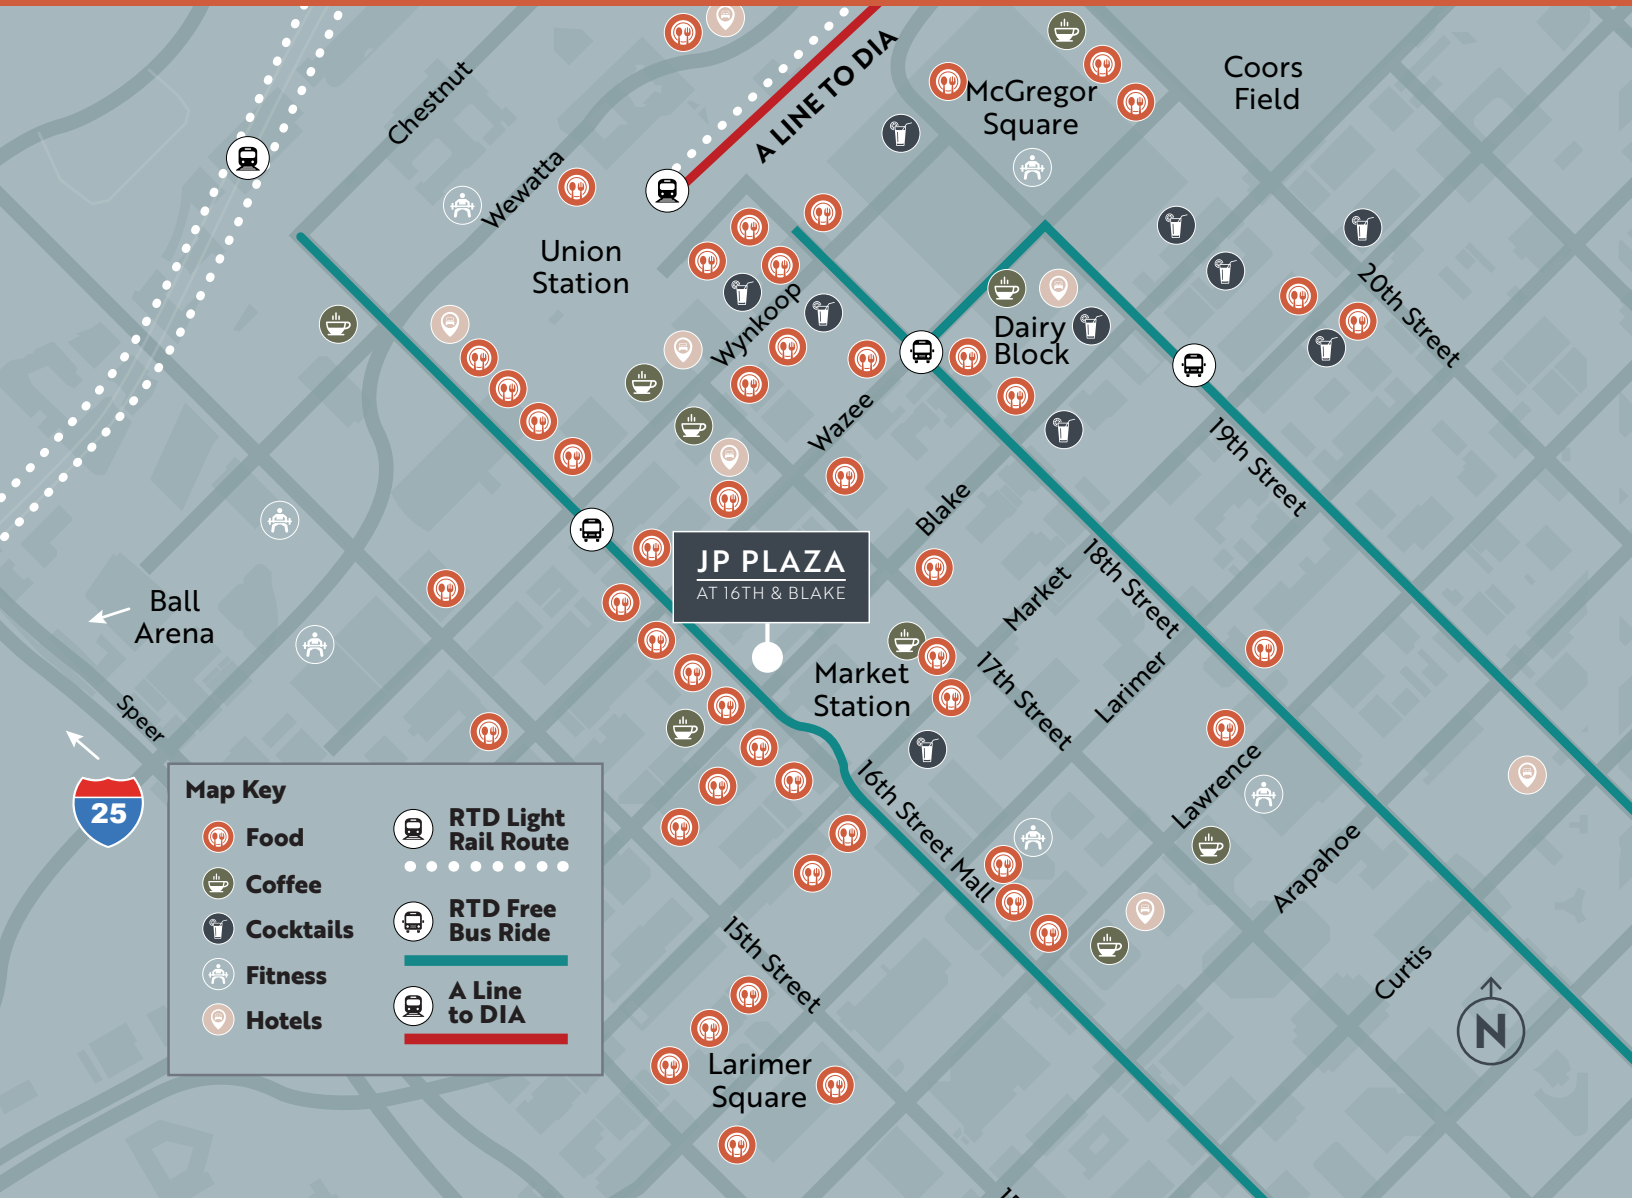 Chestnut
Wewatta
A LINE TO DIA
McGregor
Square
Coors
Field
Union
Station
Wynkoop
Dairy
Block
20th Street
Wazee
19th Street
Blake
JP PLAZA
AT 16TH & BLAKE
18th Street
Market
Ball
Arena
Market
Station
17th Street
Larimer
Speer
25
16th Street Mall
Lawrence
Arapahoe
Curtis
15th Street
Larimer
Square
N
Map Key
Food
Coffee
Cocktails
Fitness
Hotels
RTD Light
Rail Route
RTD Free
Bus Ride
A Line
to DIA